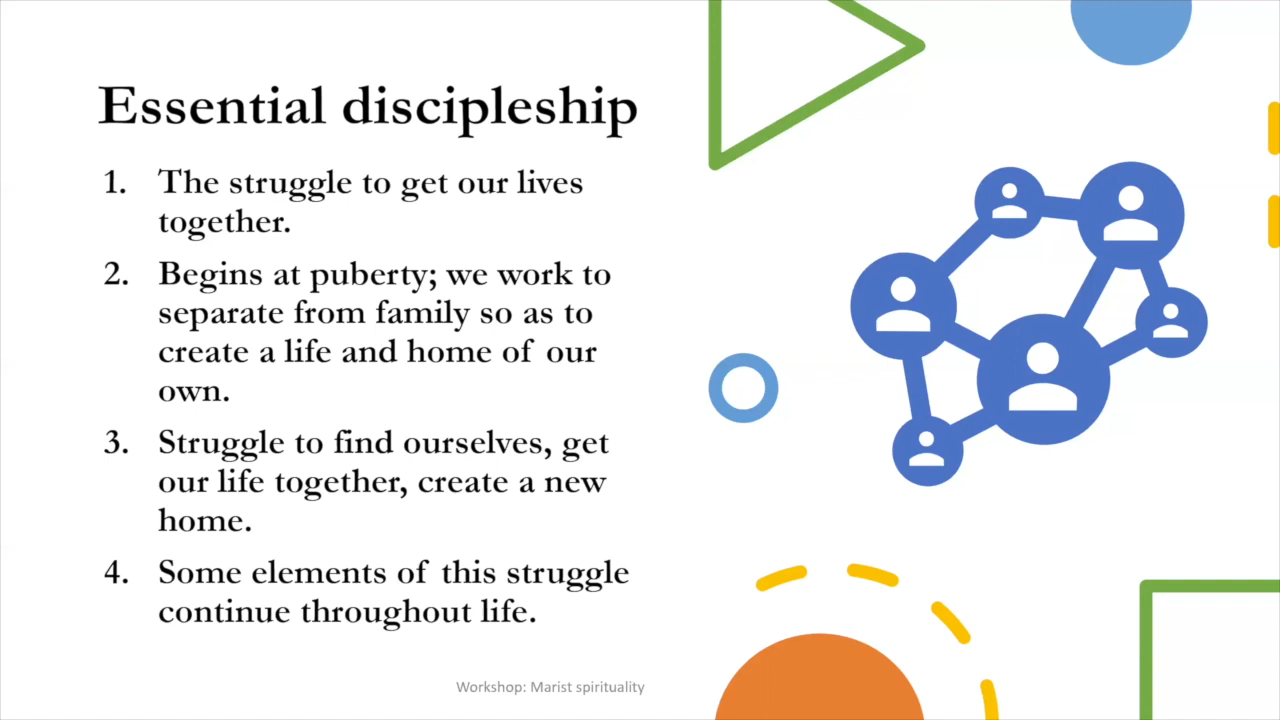 Essential discipleship
1. The struggle to get our lives
together.
2. Begins at puberty; we work to
separate from family so as to
create a life and home of our
own.
3. Struggle to find ourselves, get
our life together, create a new
home.
4. Some elements of this struggle
continue throughout life.
Workshop: Marist spirituality